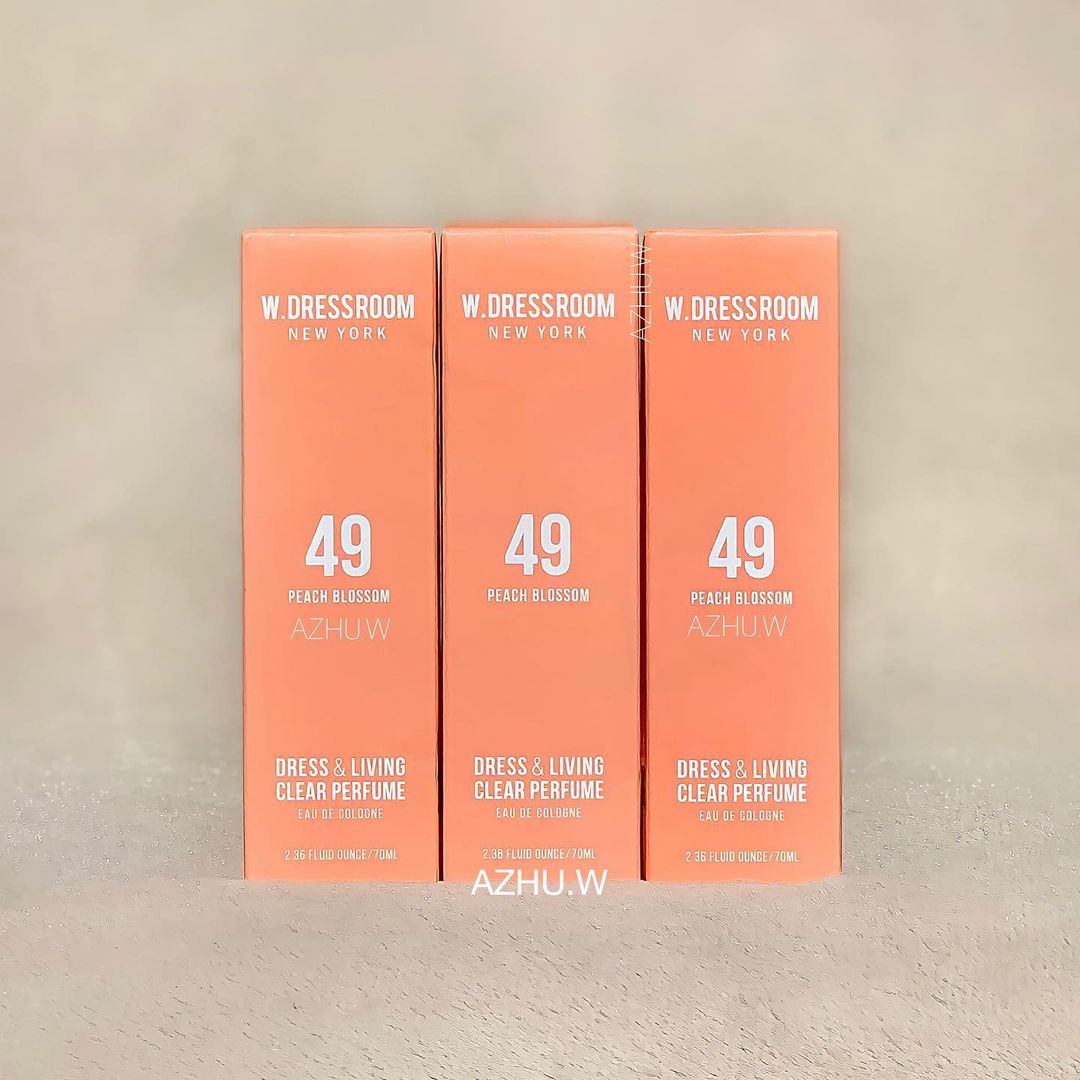 W.DRESSROOM
NEW YORK
49
PEACH BLOSSOM
AZHU.W
DRESS & LIVING
CLEAR PERFUME
EAU DE COLOGNE
2.36 FLUID OUNCE/70ML
W.DRESSROOM
NEW YORK
49
PEACH BLOSSOM
DRESS & LIVING
CLEAR PERFUME
EAU DE COLOGNE
2.36 FLUID OUNCE/70ML
AZHU.W
AZHU.W
W.DRESSROOM
NEW YORK
49
PEACH BLOSSOM
AZHU.W
DRESS & LIVING
CLEAR PERFUME
EAU DE COLOGNE
2.36 FLUID OUNCE/70ML